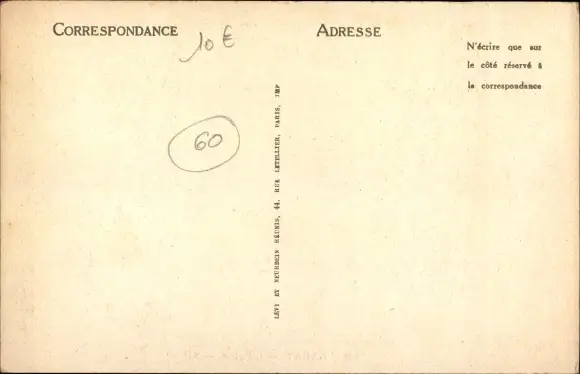 CORRESPONDANCE
10 €
ADRESSE
N'écrire que sur
le côté réservé à
la correspondance
60
LÉVY ET NEURDEIN RÉUNIS, 44, RUE LETELLIER, PARIS, IMP